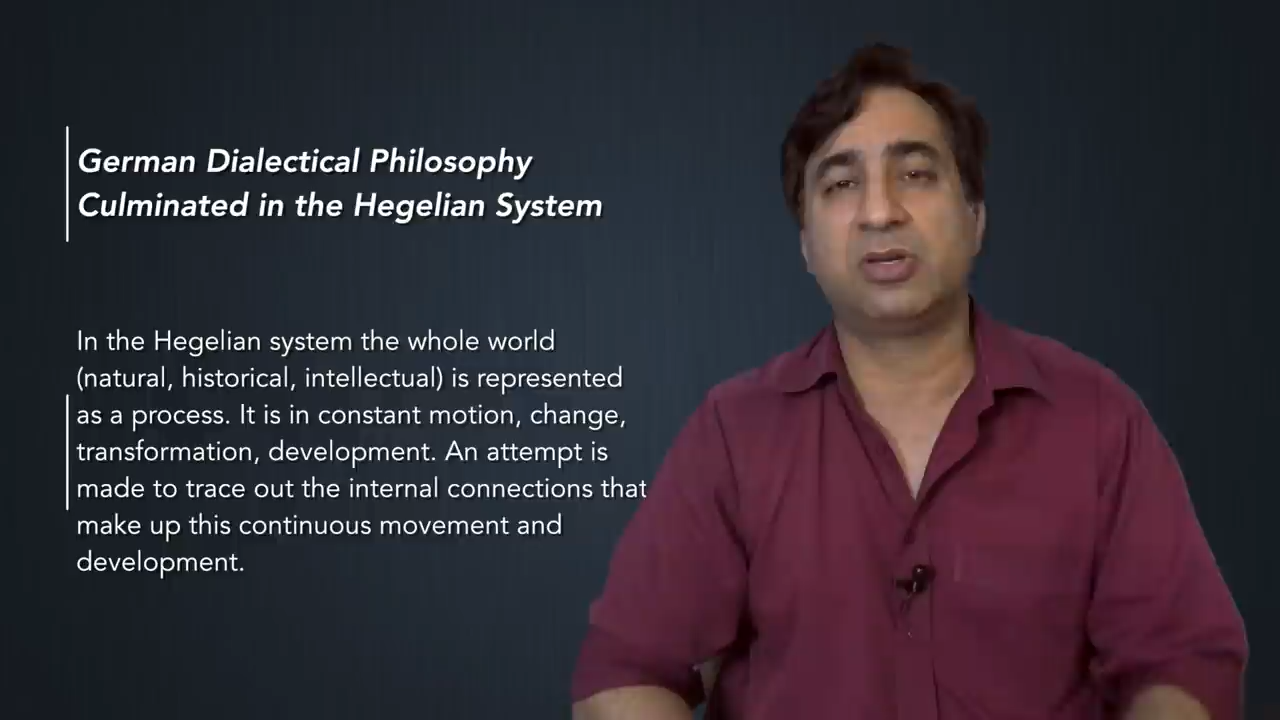 German Dialectical Philosophy
Culminated in the Hegelian System
In the Hegelian system the whole world
(natural, historical, intellectual) is represented
as a process. It is in constant motion, change,
transformation, development. An attempt is
made to trace out the internal connections that
make up this continuous movement and
development.